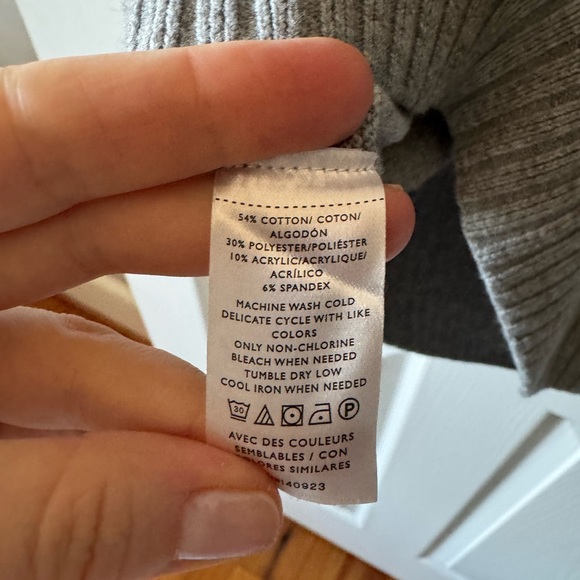 54% COTTON/ COTON/
ALGODÓN
30% POLYESTER/POLIÉSTER
10% ACRYLIC/ACRYLIQUE/
ACRÍLICO
6% SPANDEX
MACHINE WASH COLD
DELICATE CYCLE WITH LIKE
COLORS
ONLY NON-CHLORINE
BLEACH WHEN NEEDED
TUMBLE DRY LOW
COOL IRON WHEN NEEDED
30 P
AVEC DES COULEURS
SEMBLABLES / CON
SIMILARES